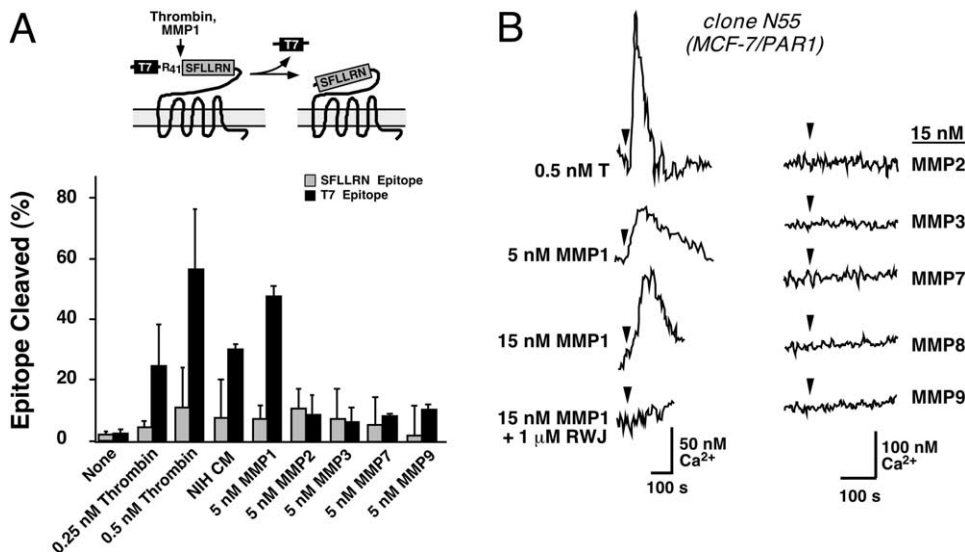 A
Thrombin,
MMP1
T7
T7 R41 SFLLRN
SFLLRN
SFLLRN Epitope
T7 Epitope
Epitope Cleaved (%)
80
60
40
20
0
None
0.25 nM Thrombin
0.5 nM Thrombin
NIH CM
5 nM MMP1
5 nM MMP2
5 nM MMP3
5 nM MMP7
5 nM MMP9
B
clone N55
(MCF-7/PAR1)
0.5 nM T
5 nM MMP1
15 nM MMP1
15 nM MMP1
+ 1 μM RWJ
50 nM
Ca2+
100 s
15 nM
MMP2
MMP3
MMP7
MMP8
MMP9
100 nM
Ca2+
100 s